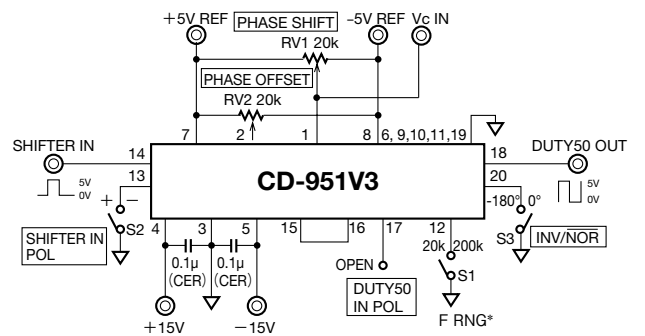 +5V REF PHASE SHIFT -5V REF Vc IN
RV1 20k
PHASE OFFSET
RV2 20k
7 2 1 8 6, 9,10,11,19
SHIFTER IN
14
DUTY50 OUT
18
5V
0V
13
CD-951V3
20
5V
0V
+ -
S2
SHIFTER IN
POL
-180° 0°
S3
INV/NOR
4 3 5 15 16 17 12
0.1µ
(CER)
0.1µ
(CER)
20k 200k
S1
OPEN
DUTY50
IN POL
F RNG*
+15V
-15V